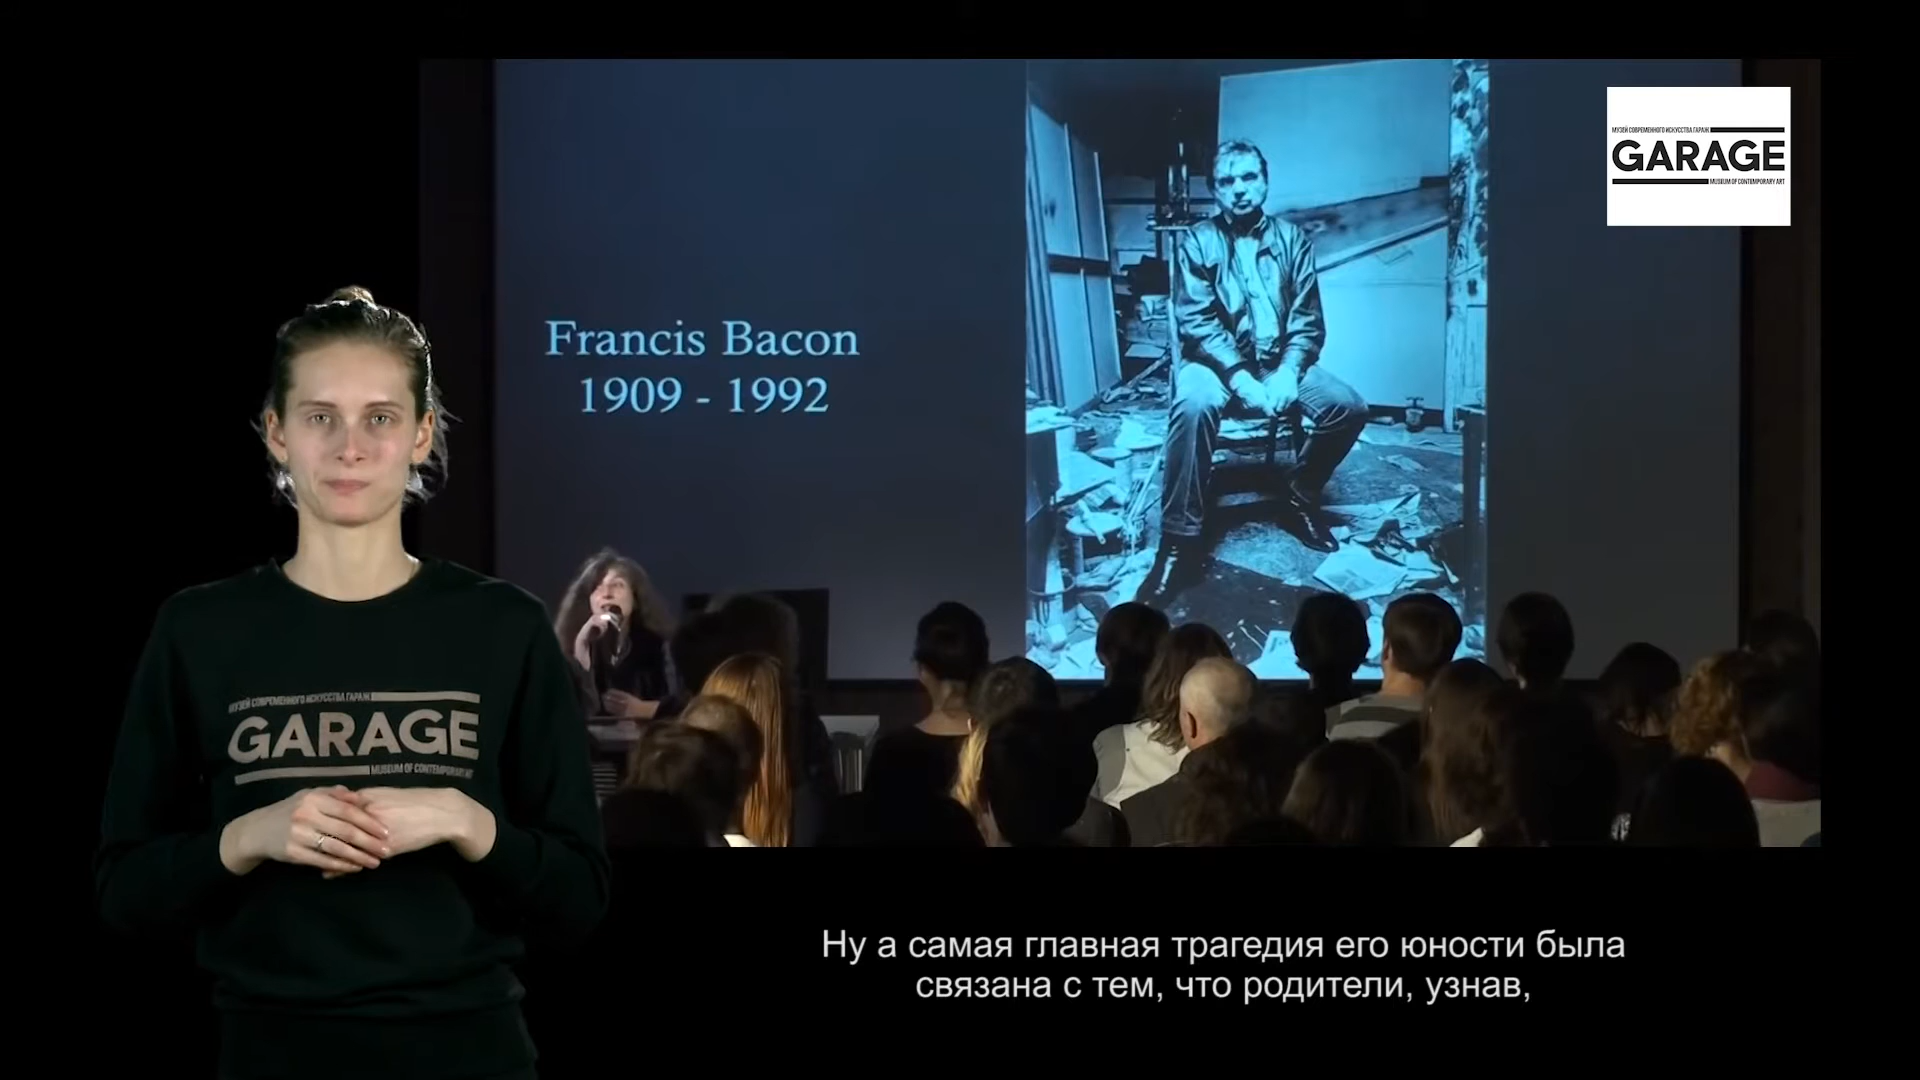 Francis Bacon
1909 - 1992
МУЗЕЙ СОВРЕМЕННОГО ИСКУССТВА ГАРАЖ
GARAGE
MUSEUM OF CONTEMPORARY ART
МУЗЕЙ СОВРЕМЕННОГО ИСКУССТВА ГАРАЖ
GARAGE
MUSEUM OF CONTEMPORARY ART
Ну а самая главная трагедия его юности была
связана с тем, что родители, узнав,